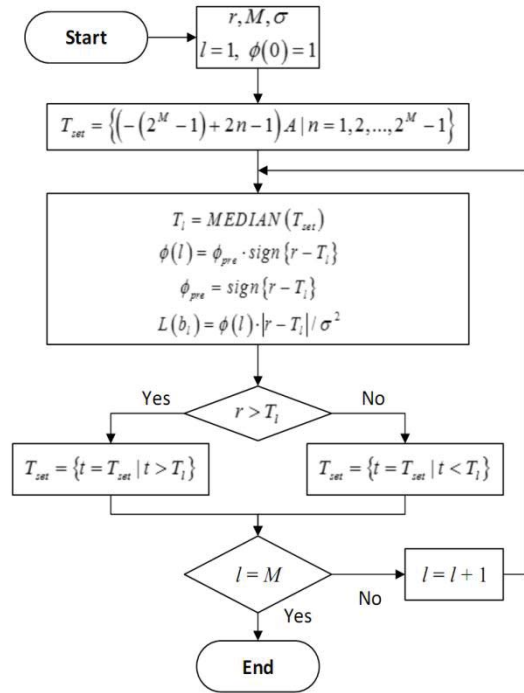 Start
r, M, σ
l = 1, ϕ(0) = 1
T_set = {(-(2^M - 1) + 2n - 1) A | n = 1, 2, ..., 2^M - 1}
T_l = MEDIAN(T_set)
ϕ(l) = ϕ_pre · sign{r - T_l}
ϕ_pre = sign{r - T_l}
L(b_l) = ϕ(l) · |r - T_l| / σ^2
Yes
r > T_l
No
T_set = {t = T_set | t > T_l}
T_set = {t = T_set | t < T_l}
l = M
No
l = l + 1
Yes
End